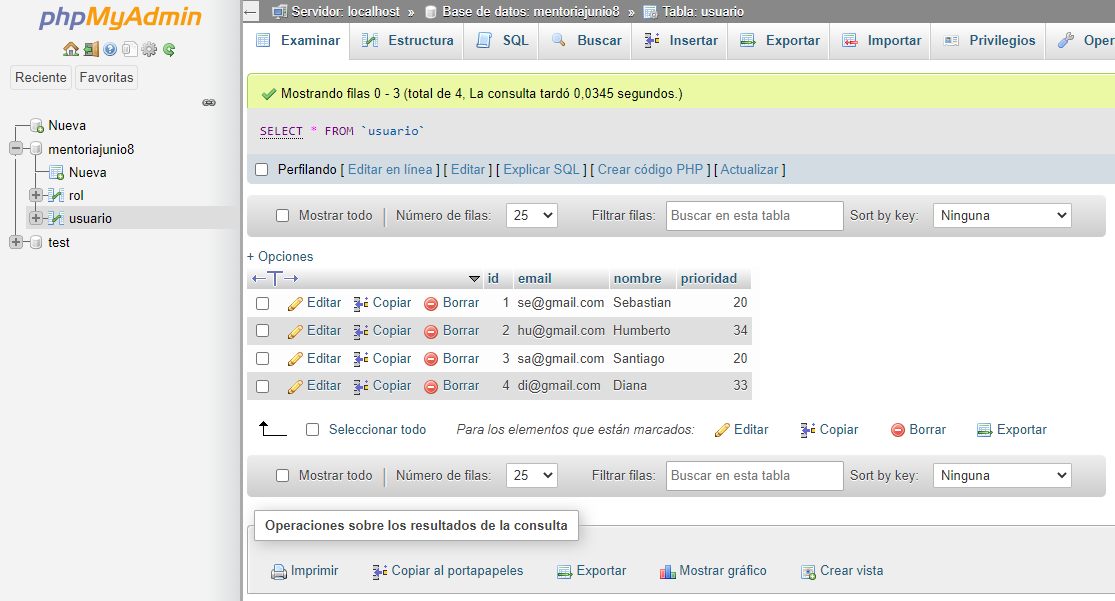 phpMyAdmin
Reciente Favoritas
Nueva
mentoriajunio8
Nueva
rol
usuario
test
Servidor: localhost » Base de datos: mentoriajunio8 » Tabla: usuario
Examinar Estructura SQL Buscar Insertar Exportar Importar Privilegios Oper
Mostrando filas 0 - 3 (total de 4, La consulta tardó 0,0345 segundos.)
SELECT * FROM `usuario`
Perfilando [ Editar en línea ] [ Editar ] [ Explicar SQL ] [ Crear código PHP ] [ Actualizar ]
Mostrar todo Número de filas: 25 Filtrar filas: Buscar en esta tabla Sort by key: Ninguna
+ Opciones
←T→ id email nombre prioridad
Editar Copiar Borrar 1 se@gmail.com Sebastian 20
Editar Copiar Borrar 2 hu@gmail.com Humberto 34
Editar Copiar Borrar 3 sa@gmail.com Santiago 20
Editar Copiar Borrar 4 di@gmail.com Diana 33
Seleccionar todo Para los elementos que están marcados: Editar Copiar Borrar Exportar
Mostrar todo Número de filas: 25 Filtrar filas: Buscar en esta tabla Sort by key: Ninguna
Operaciones sobre los resultados de la consulta
Imprimir Copiar al portapapeles Exportar Mostrar gráfico Crear vista